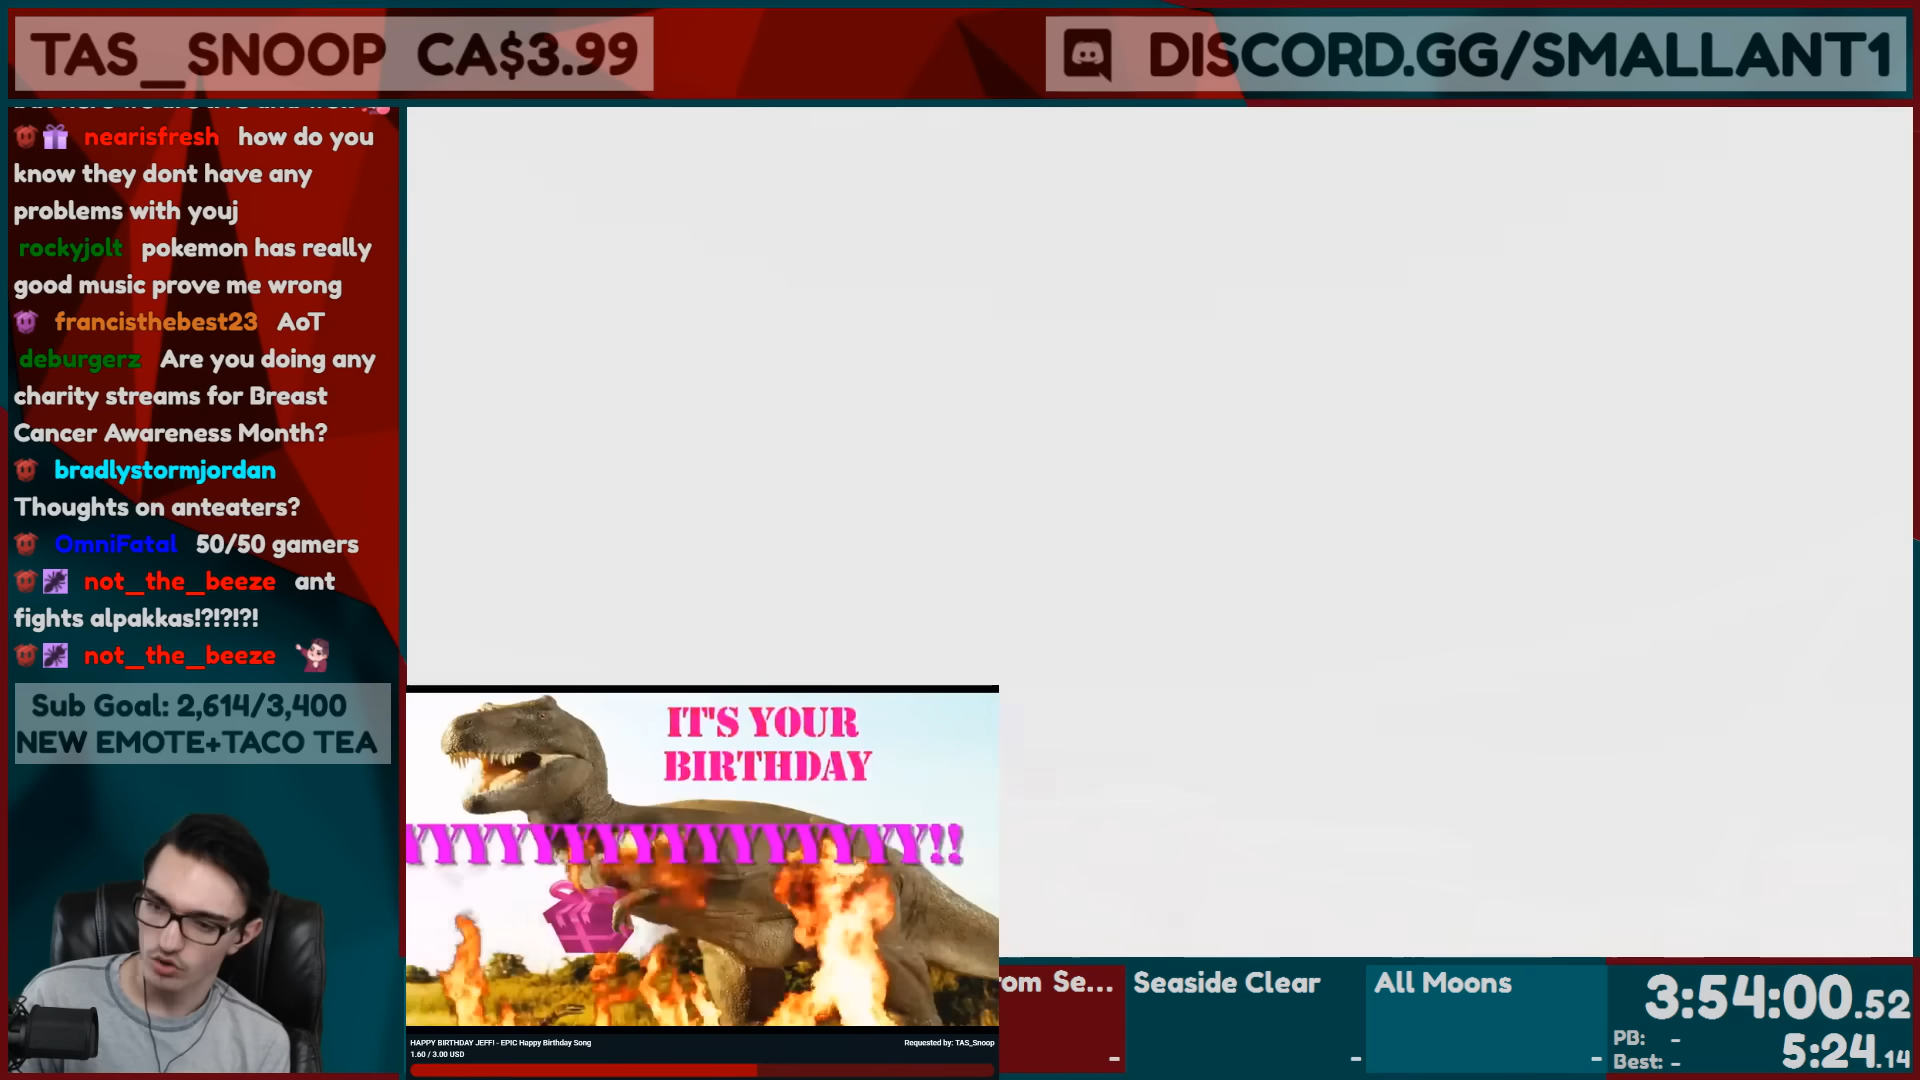 TAS_SNOOP CA$3.99
DISCORD.GG/SMALLANT1
nearisfresh how do you
know they dont have any
problems with youj
rockyjolt pokemon has really
good music prove me wrong
francisthebest23 AoT
deburgerz Are you doing any
charity streams for Breast
Cancer Awareness Month?
bradlystormjordan
Thoughts on anteaters?
OmniFatal 50/50 gamers
not_the_beeze ant
fights alpakkas!?!?!?!
not_the_beeze
Sub Goal: 2,614/3,400
NEW EMOTE+TACO TEA
IT'S YOUR
BIRTHDAY
YYYYYYYYYYYYYYYYY!!
HAPPY BIRTHDAY JEFF! - EPIC Happy Birthday Song
Requested by: TAS_Snoop
1.60 / 3.00 USD
om Se...
-
Seaside Clear
-
All Moons
-
3:54:00.52
PB: -
Best: -
5:24.14